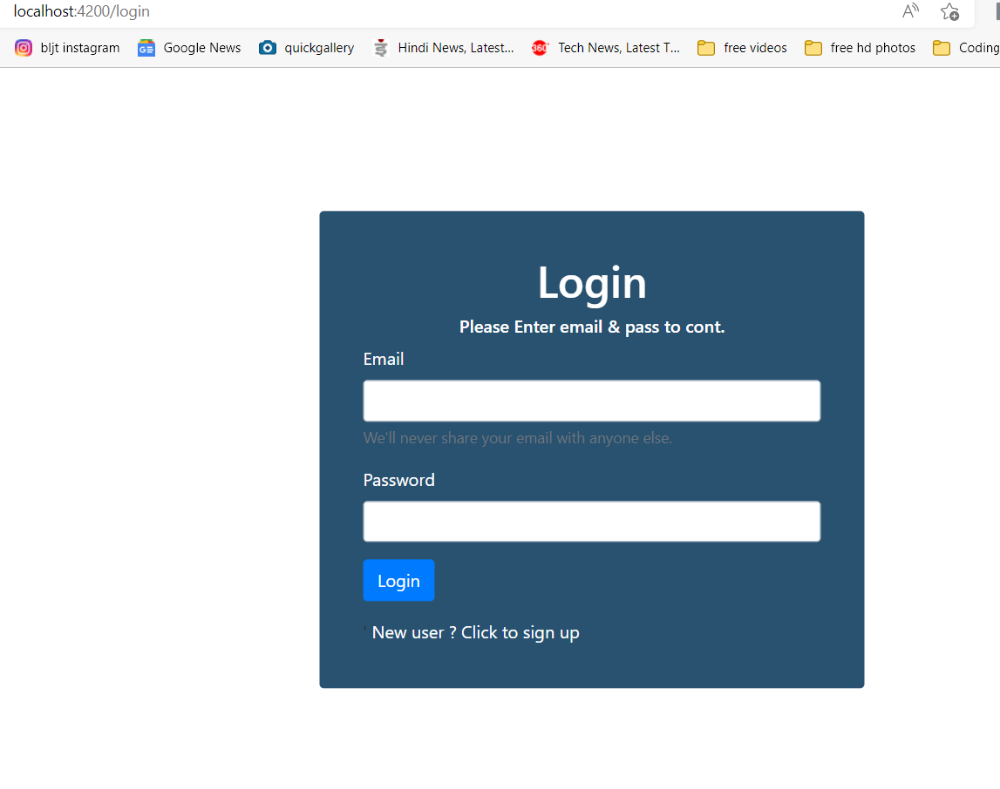 localhost:4200/login
bljt instagram Google News quickgallery Hindi News, Latest... Tech News, Latest T... free videos free hd photos Coding
Login
Please Enter email & pass to cont.
Email
We'll never share your email with anyone else.
Password
Login
' New user ? Click to sign up